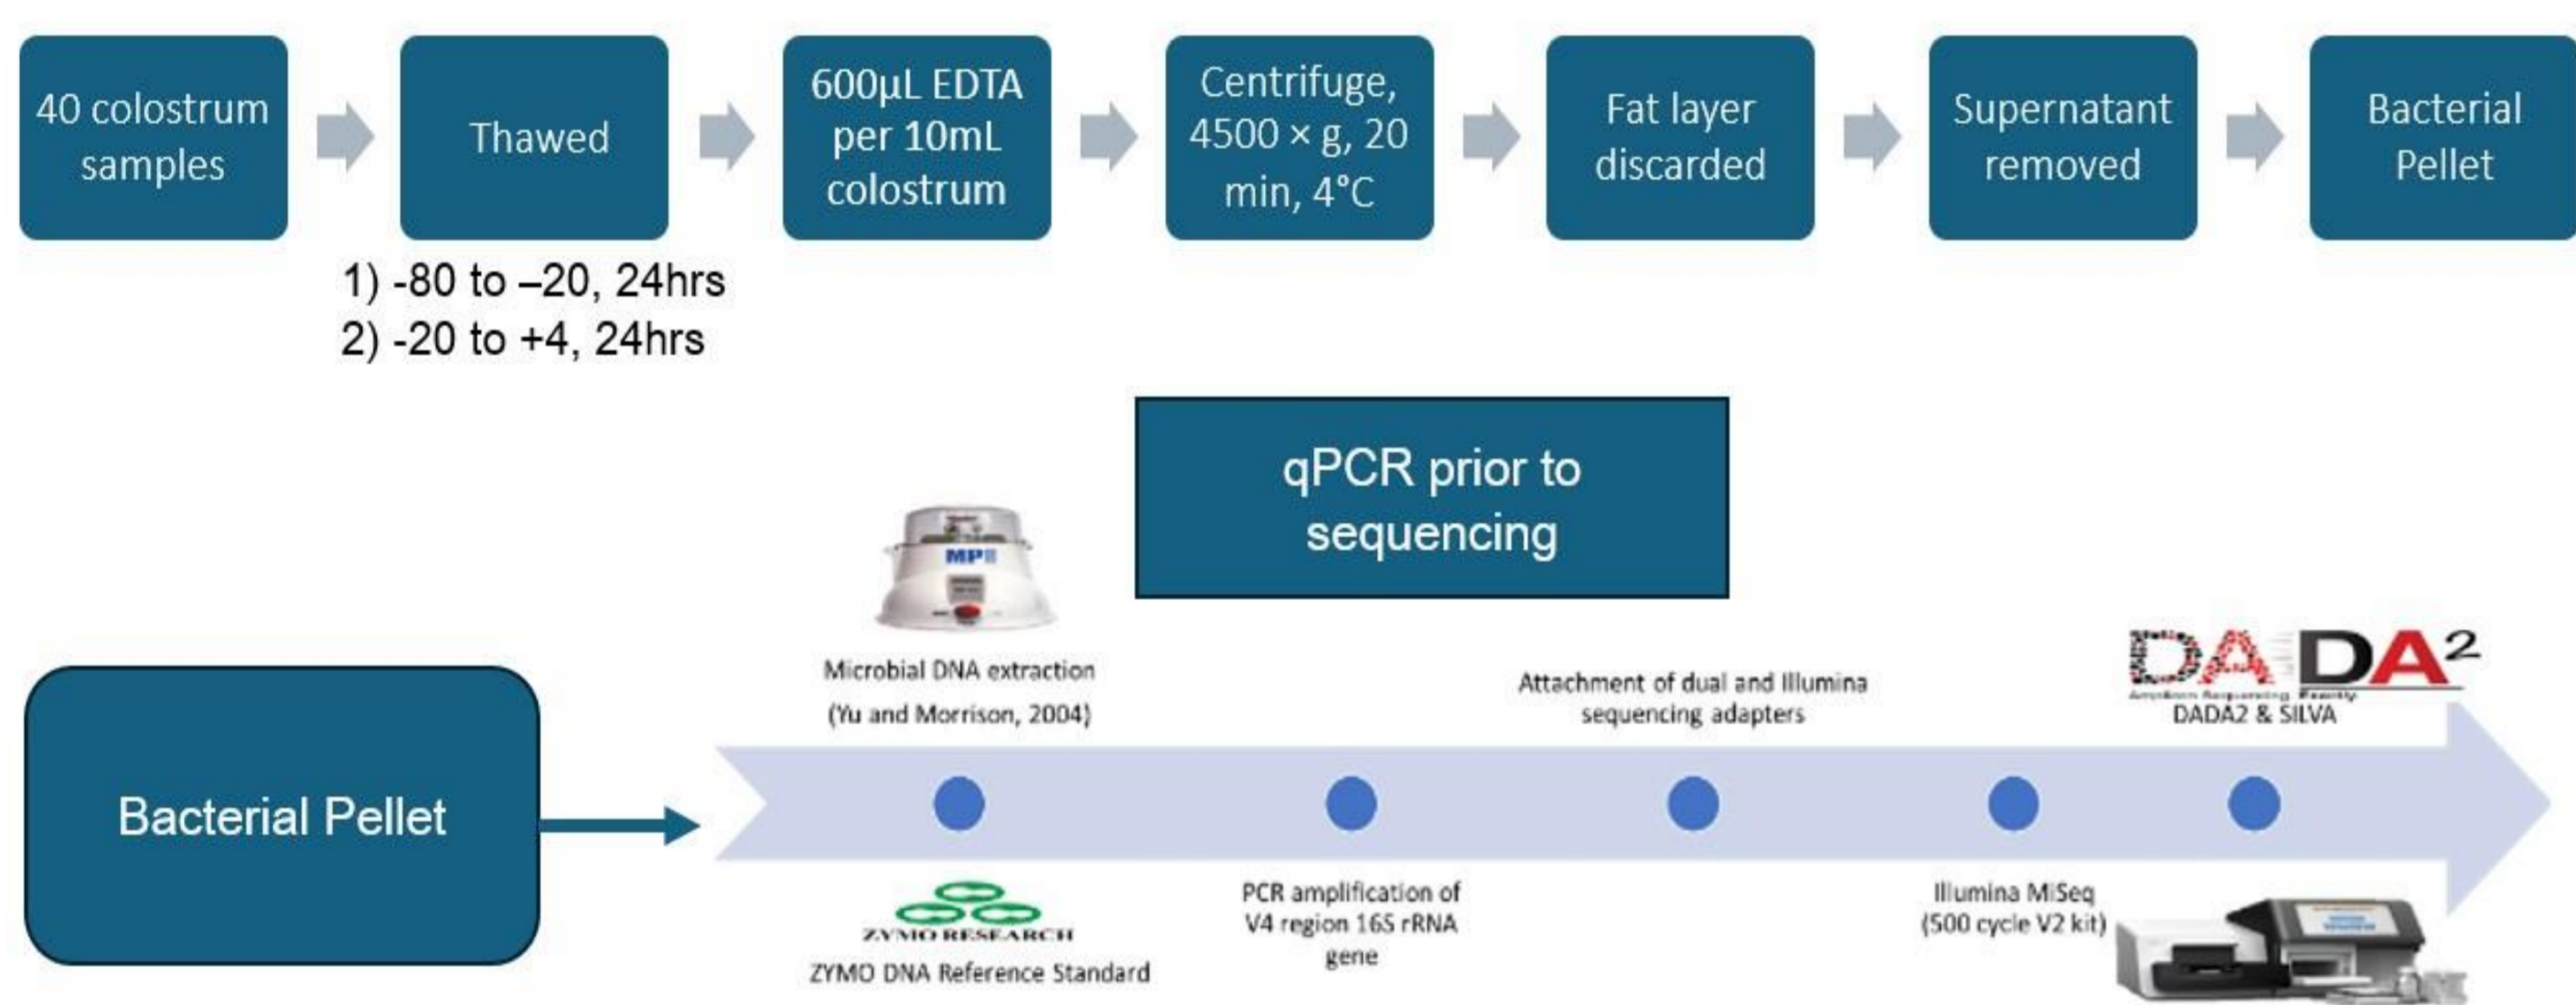 40 colostrum
samples
Thawed
600µL EDTA
per 10mL
colostrum
Centrifuge,
4500 × g, 20
min, 4°C
Fat layer
discarded
Supernatant
removed
Bacterial
Pellet
1) -80 to –20, 24hrs
2) -20 to +4, 24hrs
qPCR prior to
sequencing
MP
Microbial DNA extraction
(Yu and Morrison, 2004)
Attachment of dual and Illumina
sequencing adapters
DADA2
Amplicon Sequencing, Exactly.
DADA2 & SILVA
Bacterial Pellet
ZYMO RESEARCH
ZYMO DNA Reference Standard
PCR amplification of
V4 region 16S rRNA
gene
Illumina MiSeq
(500 cycle V2 kit)